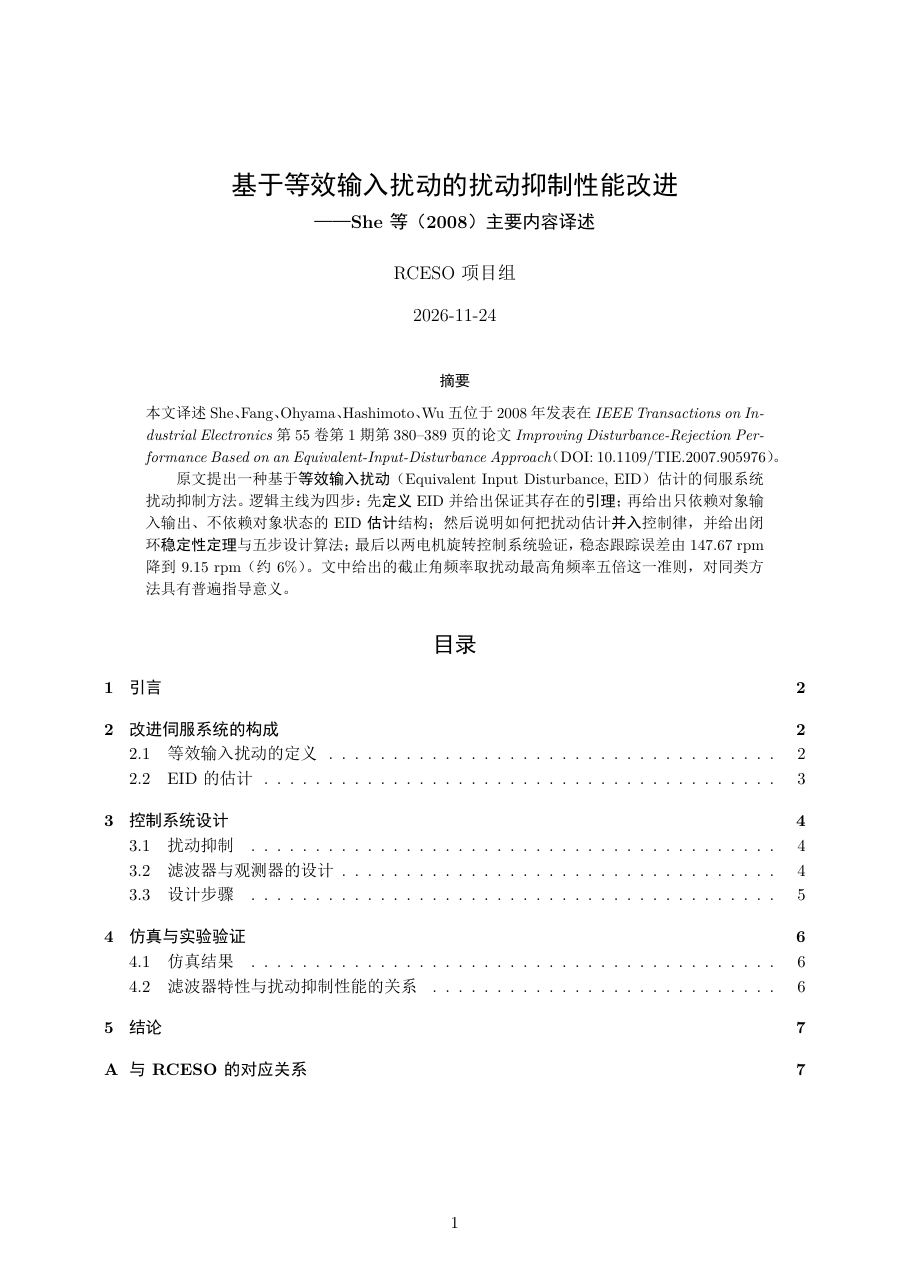 基于等效输入扰动的扰动抑制性能改进
——She 等（2008）主要内容译述
RCESO 项目组
2026-11-24
摘要
本文译述 She、Fang、Ohyama、Hashimoto、Wu 五位于 2008 年发表在 IEEE Transactions on In-
dustrial Electronics 第 55 卷第 1 期第 380–389 页的论文 Improving Disturbance-Rejection Per-
formance Based on an Equivalent-Input-Disturbance Approach（DOI: 10.1109/TIE.2007.905976）。
原文提出一种基于等效输入扰动（Equivalent Input Disturbance, EID）估计的伺服系统
扰动抑制方法。逻辑主线为四步：先定义 EID 并给出保证其存在的引理；再给出只依赖对象输
入输出、不依赖对象状态的 EID 估计结构；然后说明如何把扰动估计并入控制律，并给出闭
环稳定性定理与五步设计算法；最后以两电机旋转控制系统验证，稳态跟踪误差由 147.67 rpm
降到 9.15 rpm（约 6%）。文中给出的截止角频率取扰动最高角频率五倍这一准则，对同类方
法具有普遍指导意义。
目录
1 引言 2
2 改进伺服系统的构成 2
2.1 等效输入扰动的定义 . . . . . . . . . . . . . . . . . . . . . . . . . . . . . . . . . . . 2
2.2 EID 的估计 . . . . . . . . . . . . . . . . . . . . . . . . . . . . . . . . . . . . . . . . 3
3 控制系统设计 4
3.1 扰动抑制 . . . . . . . . . . . . . . . . . . . . . . . . . . . . . . . . . . . . . . . . . 4
3.2 滤波器与观测器的设计 . . . . . . . . . . . . . . . . . . . . . . . . . . . . . . . . . . 4
3.3 设计步骤 . . . . . . . . . . . . . . . . . . . . . . . . . . . . . . . . . . . . . . . . . 5
4 仿真与实验验证 6
4.1 仿真结果 . . . . . . . . . . . . . . . . . . . . . . . . . . . . . . . . . . . . . . . . . 6
4.2 滤波器特性与扰动抑制性能的关系 . . . . . . . . . . . . . . . . . . . . . . . . . . . 6
5 结论 7
A 与 RCESO 的对应关系 7
1